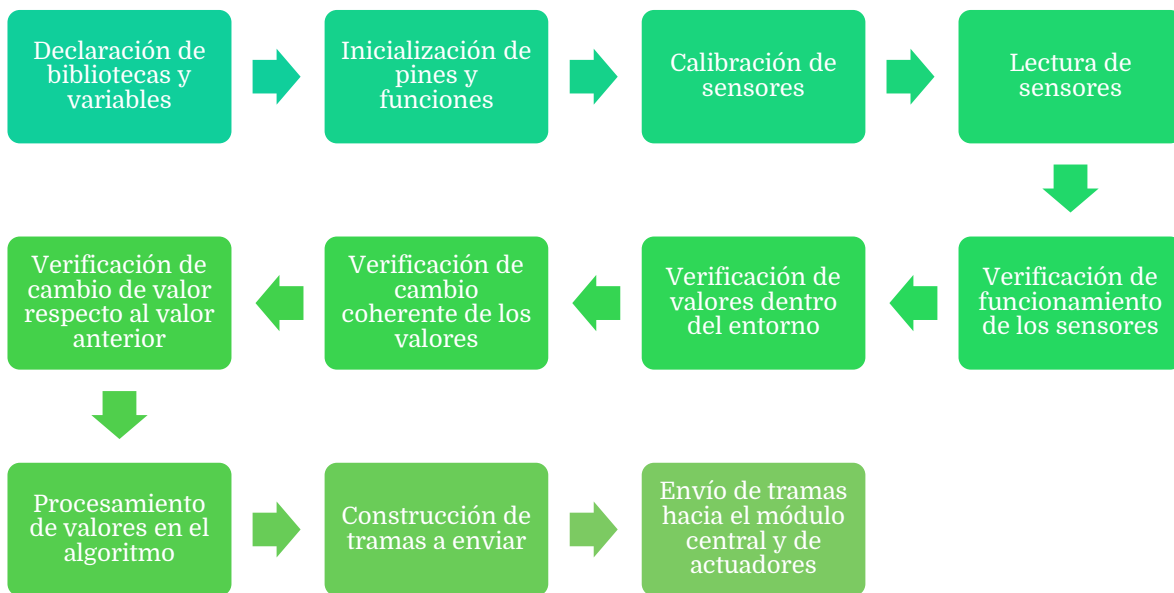 Declaración de
bibliotecas y
variables
Inicialización de
pines y
funciones
Calibración de
sensores
Lectura de
sensores
Verificación de
funcionamiento
de los sensores
Verificación de
valores dentro
del entorno
Verificación de
cambio
coherente de los
valores
Verificación de
cambio de valor
respecto al valor
anterior
Procesamiento
de valores en el
algoritmo
Construcción de
tramas a enviar
Envío de tramas
hacia el módulo
central y de
actuadores